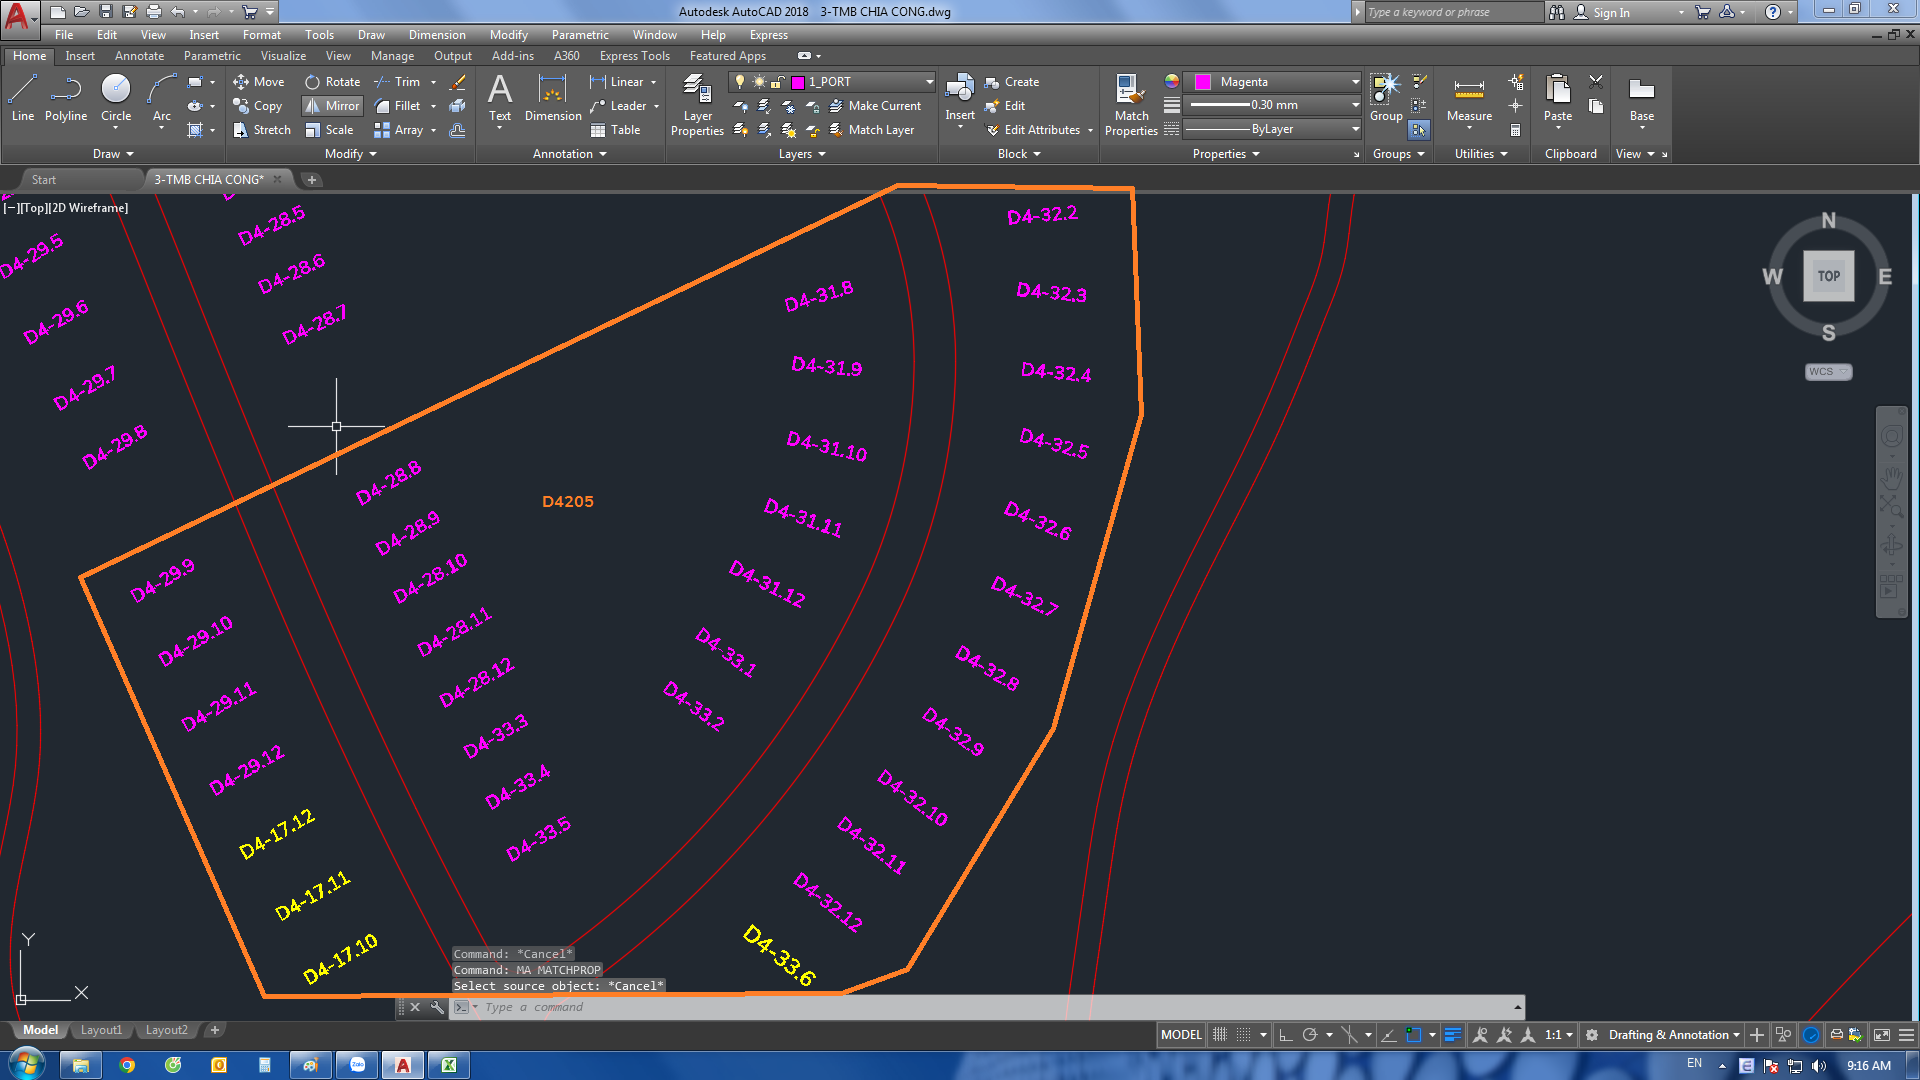 Autodesk AutoCAD 2018 3-TMB CHIA CONG.dwg
Type a keyword or phrase
Sign In
File Edit View Insert Format Tools Draw Dimension Modify Parametric Window Help Express
Home Insert Annotate Parametric Visualize View Manage Output Add-ins A360 Express Tools Featured Apps
Line Polyline Circle Arc
Move Rotate Trim
Copy Mirror Fillet
Stretch Scale Array
Text Dimension
Linear
Leader
Table
Layer Properties
1_PORT
Make Current
Match Layer
Insert
Create
Edit
Edit Attributes
Match Properties
Magenta
0.30 mm
ByLayer
Group
Measure
Paste
Base
Draw Modify Annotation Layers Block Properties Groups Utilities Clipboard View
Start 3-TMB CHIA CONG*
[−][Top][2D Wireframe]
N
W TOP E
S
WCS
D4-28.5
D4-28.6
D4-28.7
D4-29.5
D4-29.6
D4-29.7
D4-29.8
D4-32.2
D4-32.3
D4-32.4
D4-32.5
D4-32.6
D4-32.7
D4-32.8
D4-32.9
D4-32.10
D4-32.11
D4-32.12
D4-33.6
D4-31.8
D4-31.9
D4-31.10
D4-31.11
D4-31.12
D4-33.1
D4-33.2
D4205
D4-28.8
D4-28.9
D4-28.10
D4-28.11
D4-28.12
D4-33.3
D4-33.4
D4-33.5
D4-29.9
D4-29.10
D4-29.11
D4-29.12
D4-17.12
D4-17.11
D4-17.10
Y
X
Command: *Cancel*
Command: MA MATCHPROP
Select source object: *Cancel*
Type a command
Model Layout1 Layout2
MODEL
1:1
Drafting & Annotation
Zalo
EN
9:16 AM